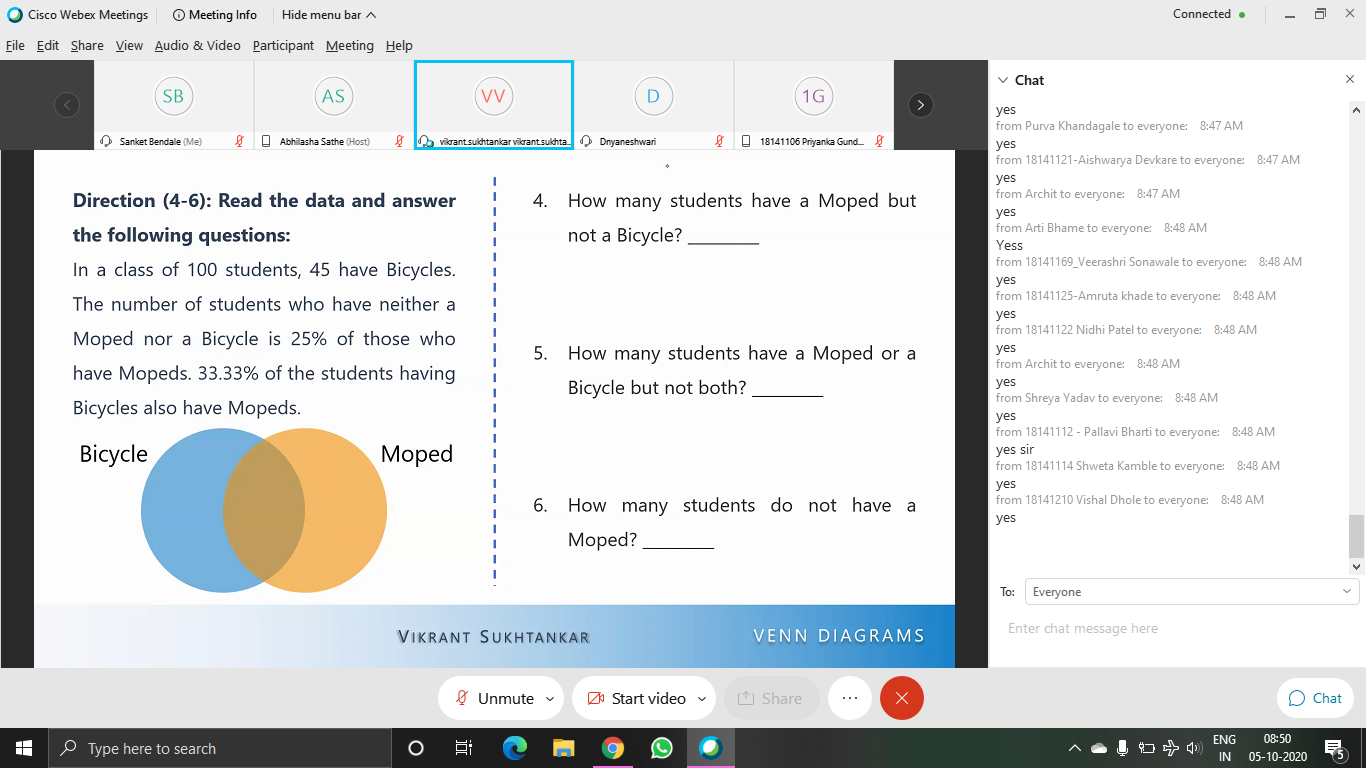 Cisco Webex Meetings
Meeting Info
Hide menu bar
Connected
File Edit Share View Audio & Video Participant Meeting Help
SB
AS
VV
D
1G
Sanket Bendale (Me)
Abhilasha Sathe (Host)
vikrant.sukhtankar vikrant.sukhta...
Dnyaneshwari
18141106 Priyanka Gund...
Direction (4-6): Read the data and answer
the following questions:
In a class of 100 students, 45 have Bicycles.
The number of students who have neither a
Moped nor a Bicycle is 25% of those who
have Mopeds. 33.33% of the students having
Bicycles also have Mopeds.
Bicycle
Moped
4. How many students have a Moped but
not a Bicycle? ________
5. How many students have a Moped or a
Bicycle but not both? ________
6. How many students do not have a
Moped? ________
VIKRANT SUKHTANKAR
VENN DIAGRAMS
Chat
yes
from Purva Khandagale to everyone: 8:47 AM
yes
from 18141121-Aishwarya Devkare to everyone: 8:47 AM
yes
from Archit to everyone: 8:47 AM
yes
from Arti Bhame to everyone: 8:48 AM
Yess
from 18141169_Veerashri Sonawale to everyone: 8:48 AM
yes
from 18141125-Amruta khade to everyone: 8:48 AM
yes
from 18141122 Nidhi Patel to everyone: 8:48 AM
yes
from Archit to everyone: 8:48 AM
yes
from Shreya Yadav to everyone: 8:48 AM
yes
from 18141112 - Pallavi Bharti to everyone: 8:48 AM
yes sir
from 18141114 Shweta Kamble to everyone: 8:48 AM
yes
from 18141210 Vishal Dhole to everyone: 8:48 AM
yes
To: Everyone
Enter chat message here
Unmute
Start video
Share
Chat
Type here to search
ENG
IN
08:50
05-10-2020
5